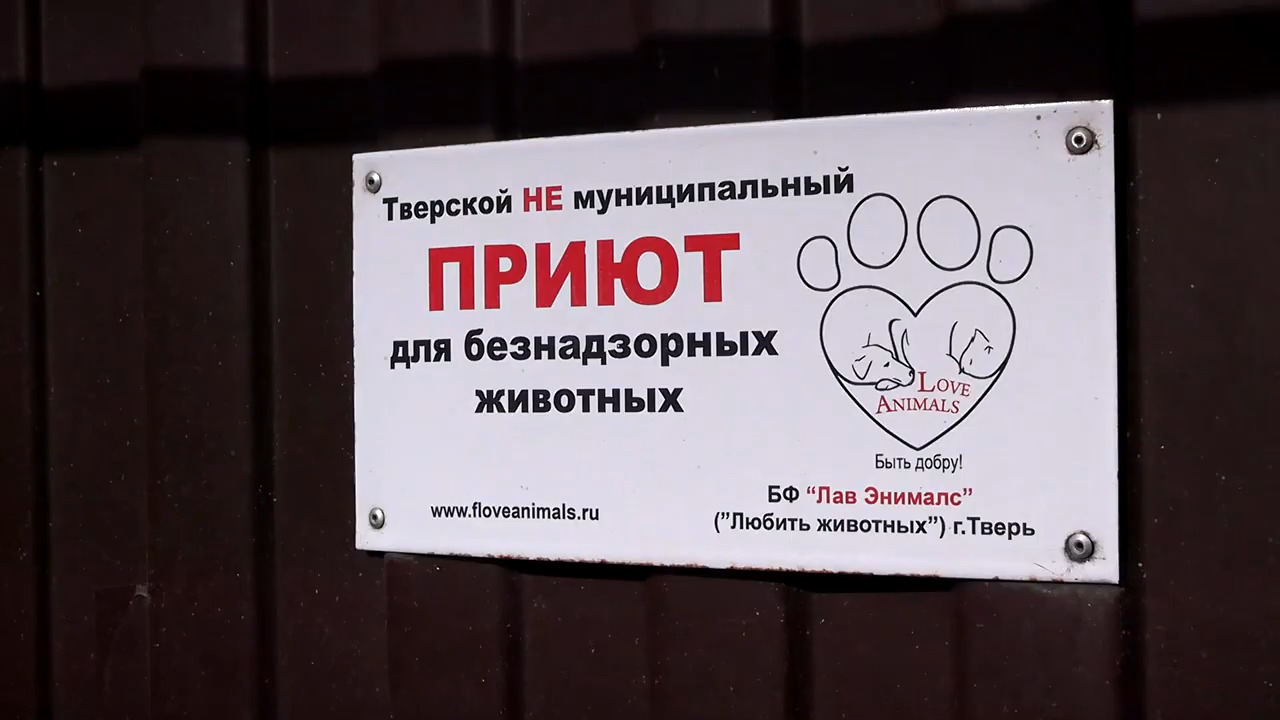 Тверской НЕ муниципальный
ПРИЮТ
для безнадзорных
животных
LOVE
ANIMALS
Быть добру!
www.floveanimals.ru
БФ “Лав Энималс”
(”Любить животных”) г.Тверь